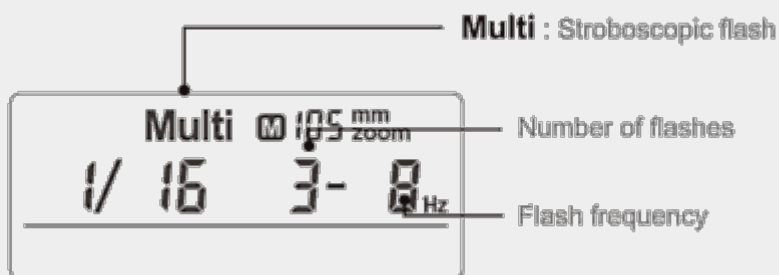 Multi : Stroboscopic flash
Multi M 105 mm zoom
Number of flashes
1/ 16 3- 8 Hz
Flash frequency